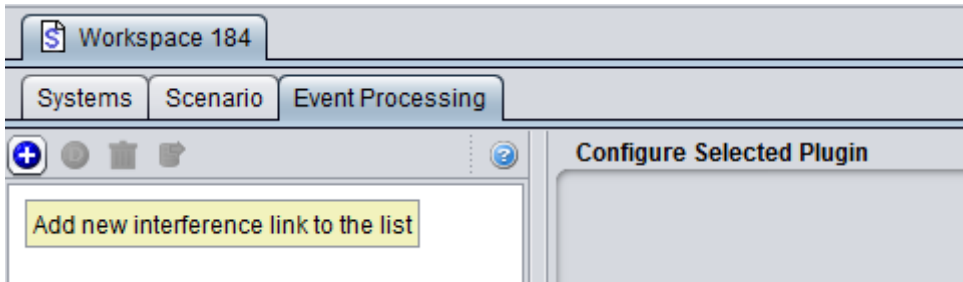 Workspace 184
Systems Scenario Event Processing
Configure Selected Plugin
Add new interference link to the list